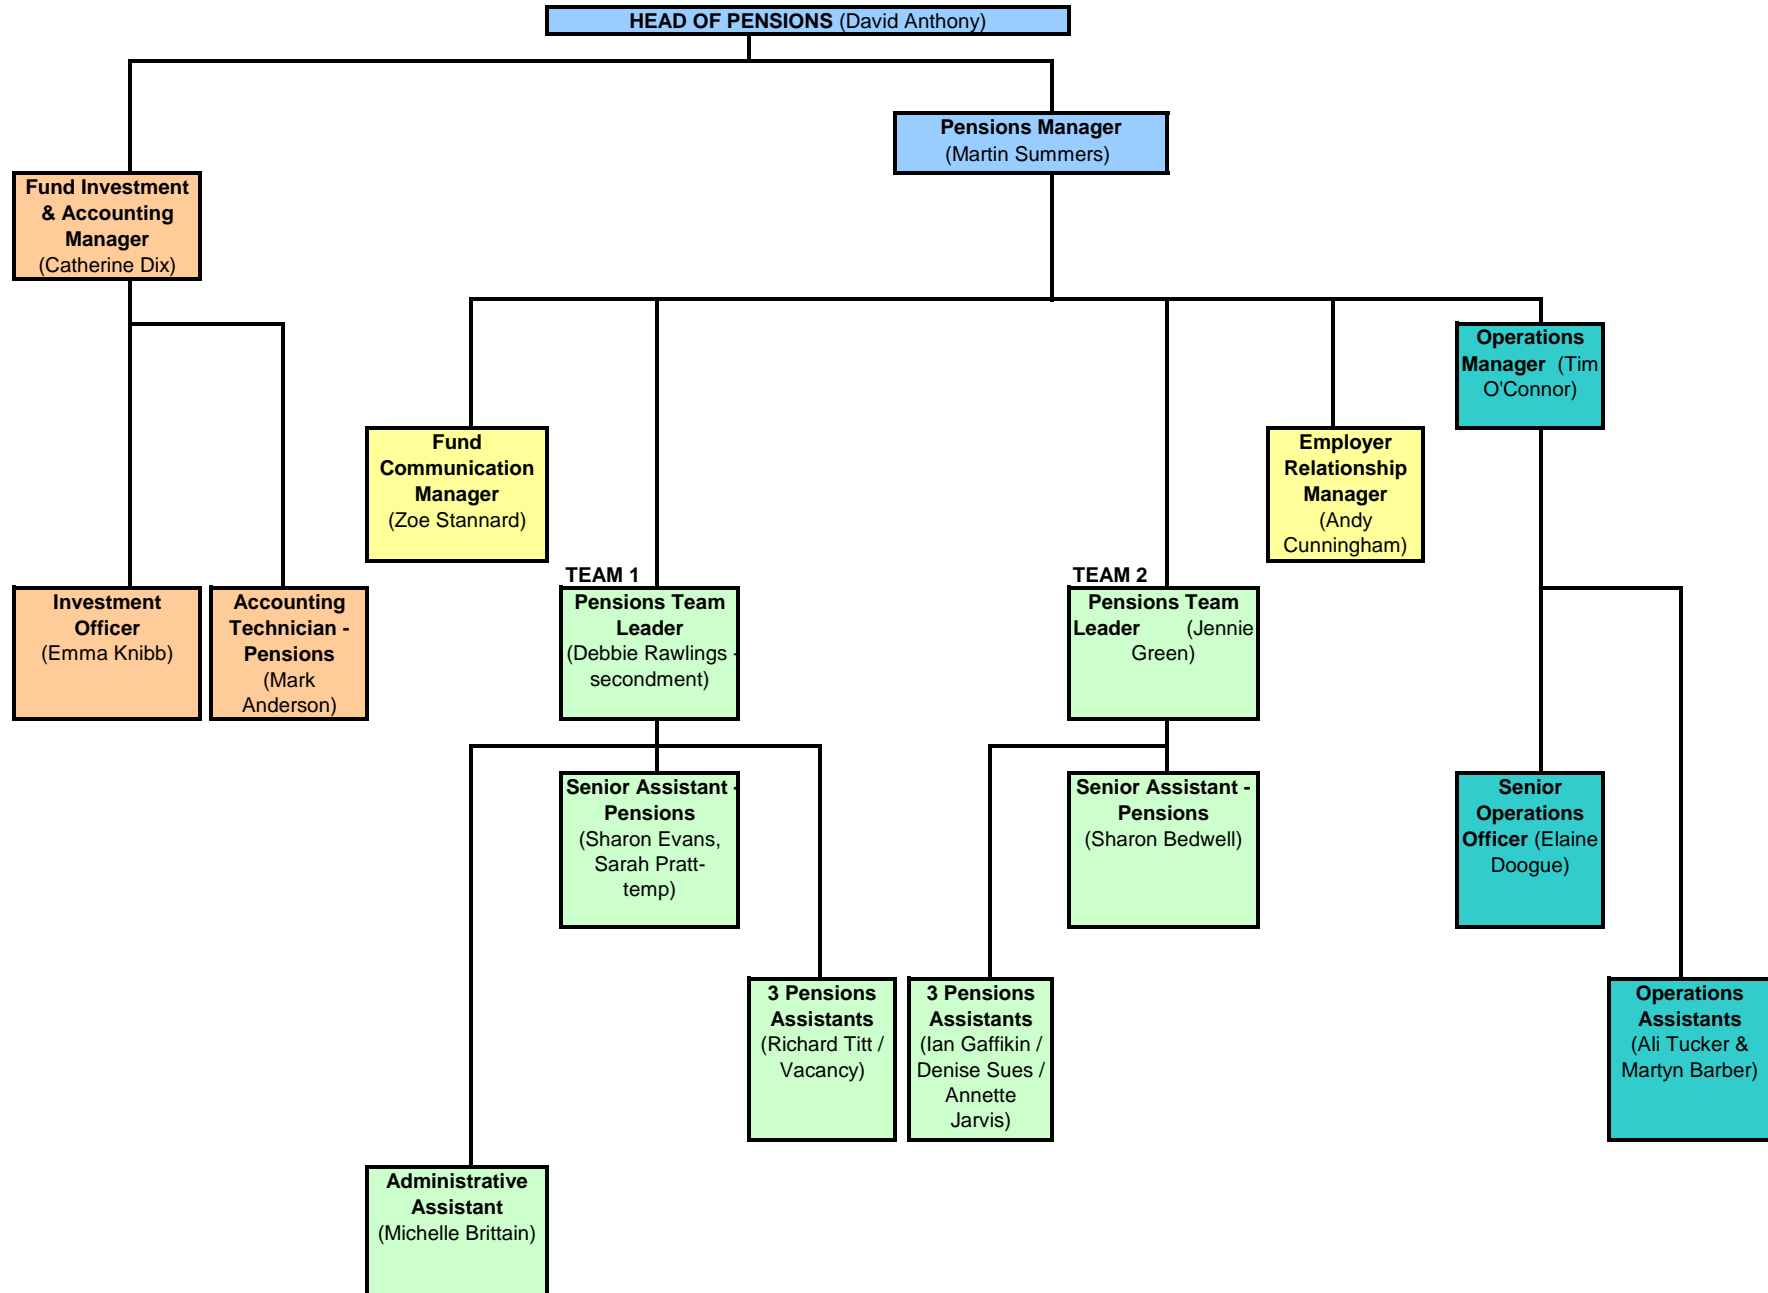 HEAD OF PENSIONS (David Anthony)
Pensions Manager
(Martin Summers)
Fund Investment
& Accounting
Manager
(Catherine Dix)
Operations
Manager (Tim
O'Connor)
Fund
Communication
Manager
(Zoe Stannard)
Employer
Relationship
Manager
(Andy
Cunningham)
Investment
Officer
(Emma Knibb)
Accounting
Technician -
Pensions
(Mark
Anderson)
TEAM 1
Pensions Team
Leader
(Debbie Rawlings -
secondment)
TEAM 2
Pensions Team
Leader (Jennie
Green)
Senior Assistant -
Pensions
(Sharon Evans,
Sarah Pratt-
temp)
Senior Assistant -
Pensions
(Sharon Bedwell)
Senior
Operations
Officer (Elaine
Doogue)
3 Pensions
Assistants
(Richard Titt /
Vacancy)
3 Pensions
Assistants
(Ian Gaffikin /
Denise Sues /
Annette
Jarvis)
Operations
Assistants
(Ali Tucker &
Martyn Barber)
Administrative
Assistant
(Michelle Brittain)